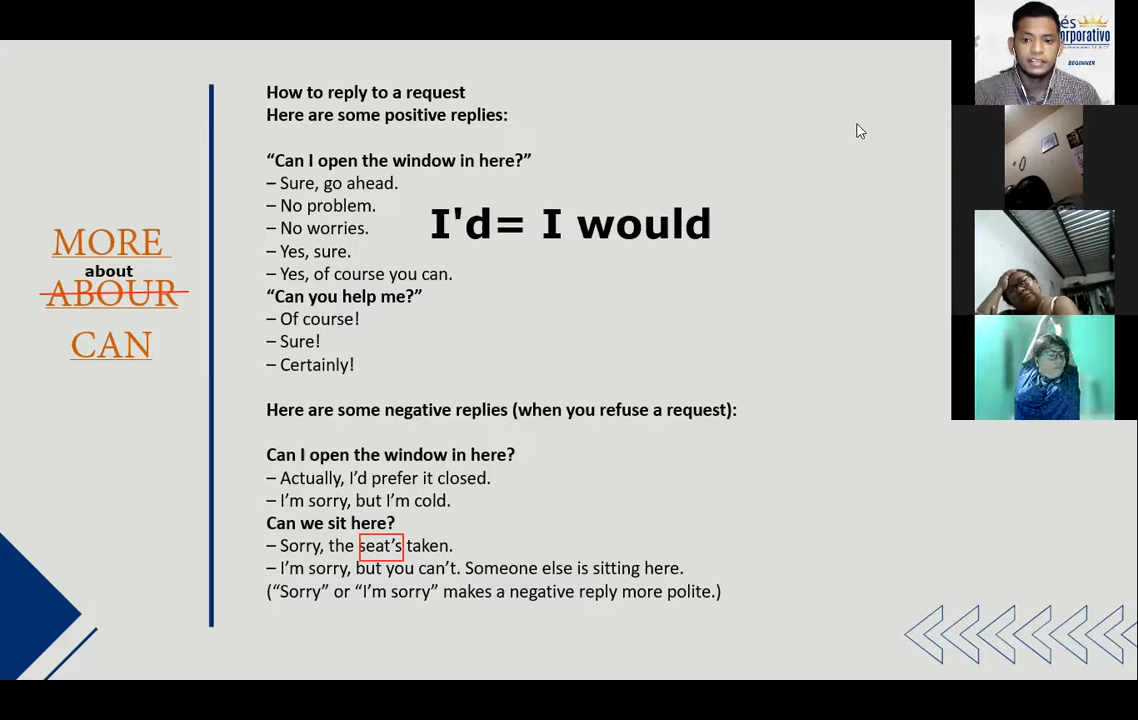 MORE
about
ABOUR
CAN
How to reply to a request
Here are some positive replies:
“Can I open the window in here?”
– Sure, go ahead.
– No problem.
– No worries.
– Yes, sure.
– Yes, of course you can.
“Can you help me?”
– Of course!
– Sure!
– Certainly!
I'd= I would
Here are some negative replies (when you refuse a request):
Can I open the window in here?
– Actually, I’d prefer it closed.
– I’m sorry, but I’m cold.
Can we sit here?
– Sorry, the seat’s taken.
– I’m sorry, but you can’t. Someone else is sitting here.
(“Sorry” or “I’m sorry” makes a negative reply more polite.)
BEGINNER